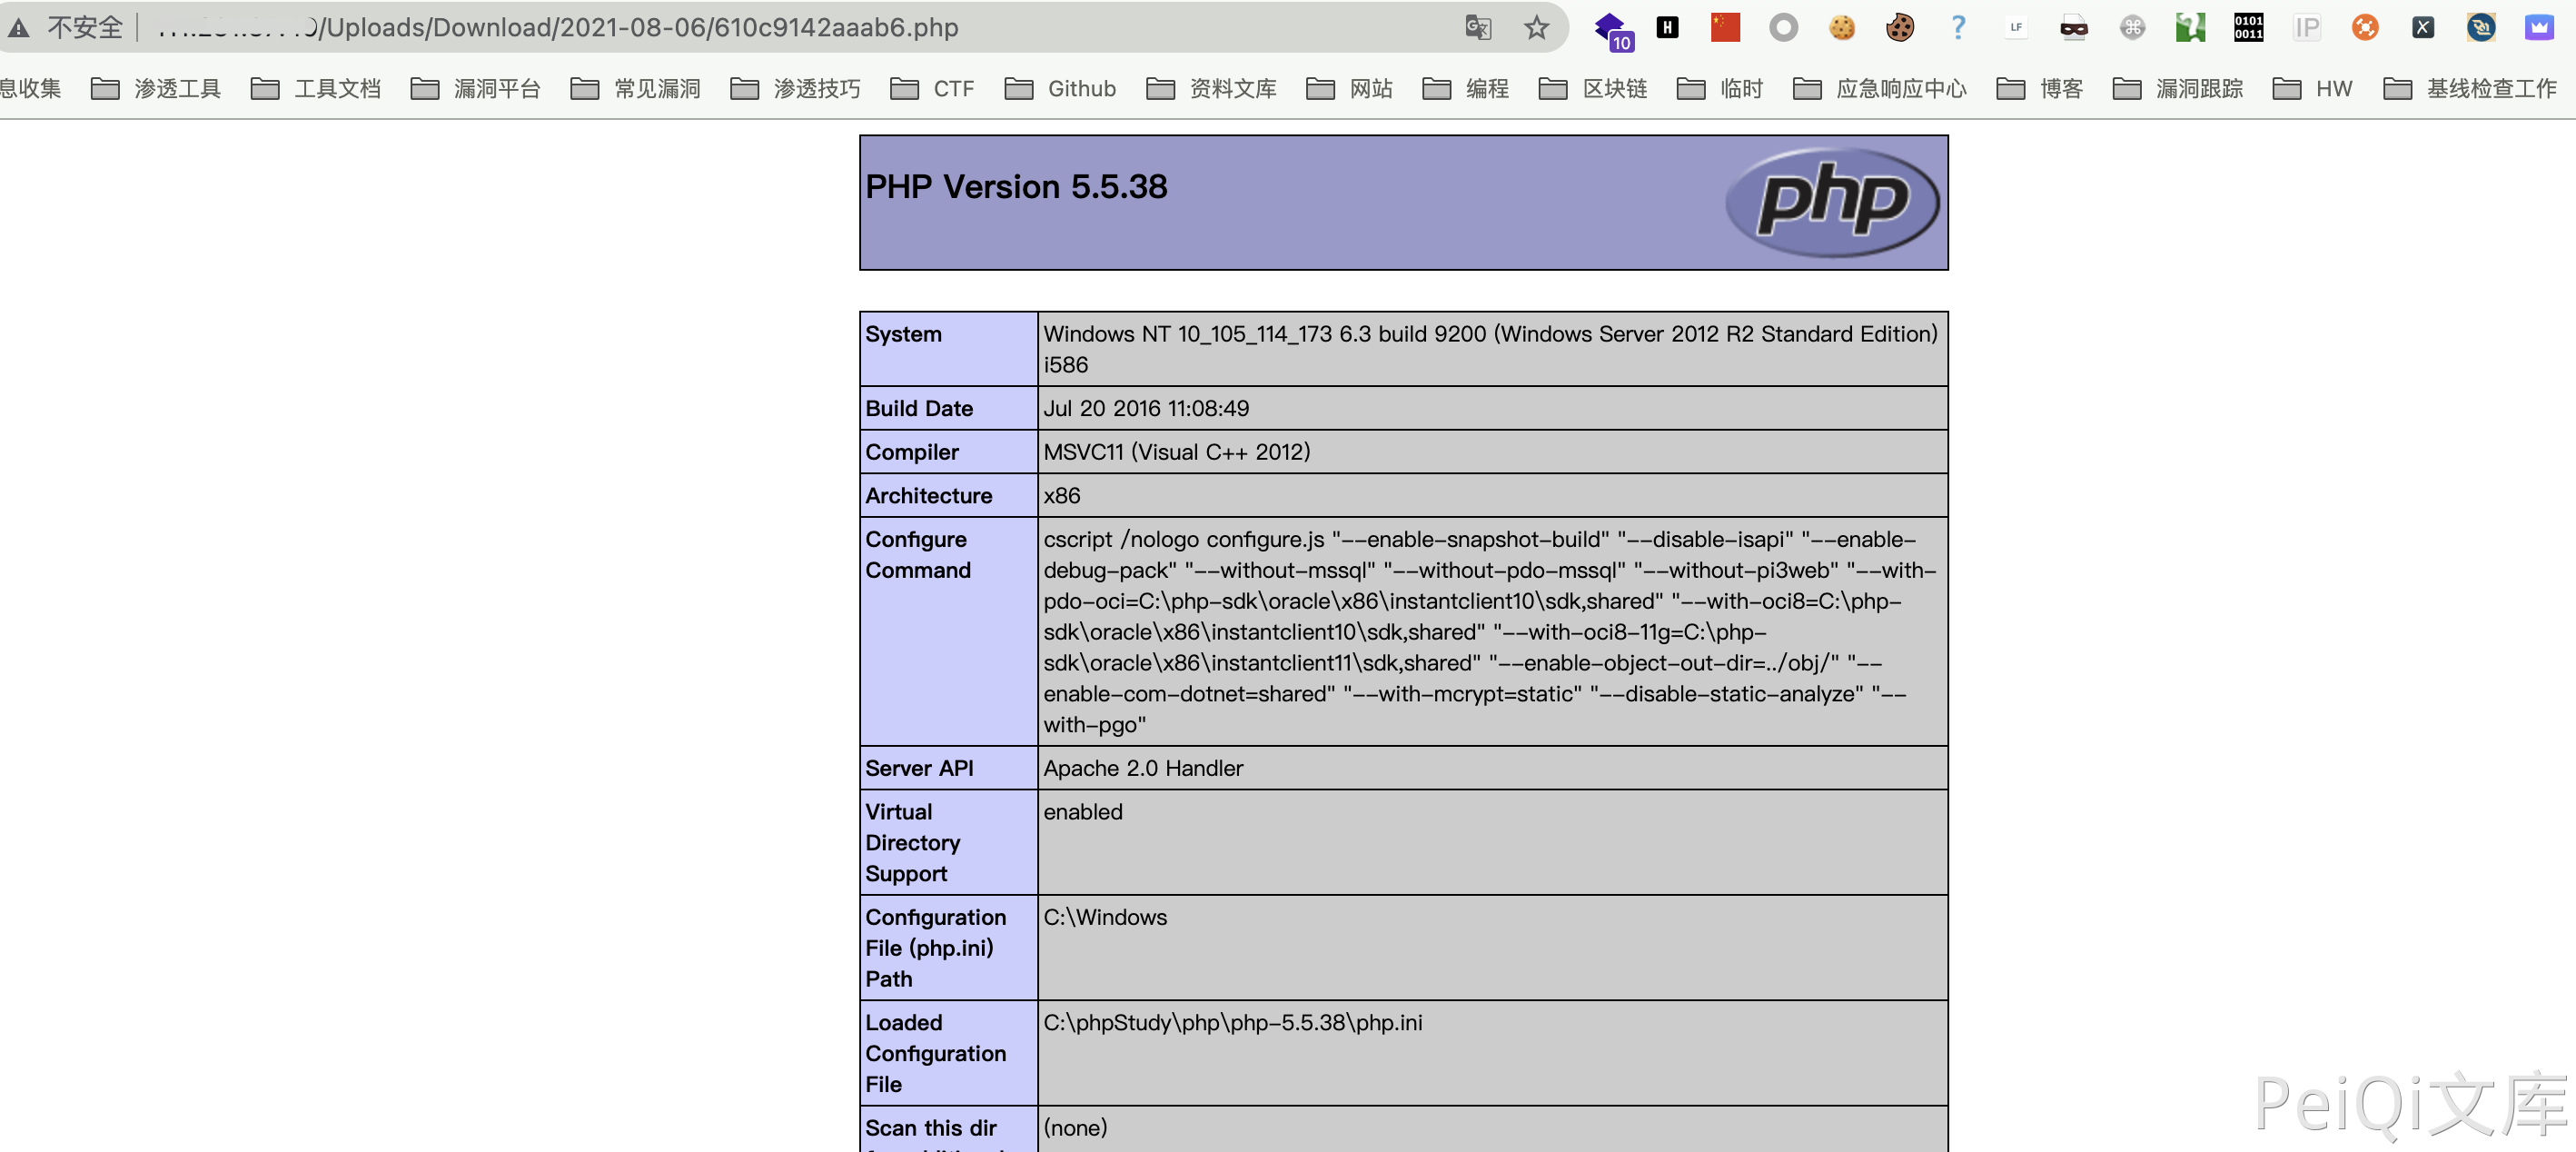 不安全
/Uploads/Download/2021-08-06/610c9142aaab6.php
10
H
LF
0101
0011
IP
X
息收集 渗透工具 工具文档 漏洞平台 常见漏洞 渗透技巧 CTF Github 资料文库 网站 编程 区块链 临时 应急响应中心 博客 漏洞跟踪 HW 基线检查工作
PHP Version 5.5.38
php
System
Windows NT 10_105_114_173 6.3 build 9200 (Windows Server 2012 R2 Standard Edition)
i586
Build Date
Jul 20 2016 11:08:49
Compiler
MSVC11 (Visual C++ 2012)
Architecture
x86
Configure
Command
cscript /nologo configure.js "--enable-snapshot-build" "--disable-isapi" "--enable-
debug-pack" "--without-mssql" "--without-pdo-mssql" "--without-pi3web" "--with-
pdo-oci=C:\php-sdk\oracle\x86\instantclient10\sdk,shared" "--with-oci8=C:\php-
sdk\oracle\x86\instantclient10\sdk,shared" "--with-oci8-11g=C:\php-
sdk\oracle\x86\instantclient11\sdk,shared" "--enable-object-out-dir=../obj/" "--
enable-com-dotnet=shared" "--with-mcrypt=static" "--disable-static-analyze" "--
with-pgo"
Server API
Apache 2.0 Handler
Virtual
Directory
Support
enabled
Configuration
File (php.ini)
Path
C:\Windows
Loaded
Configuration
File
C:\phpStudy\php\php-5.5.38\php.ini
Scan this dir
(none)
PeiQi文库